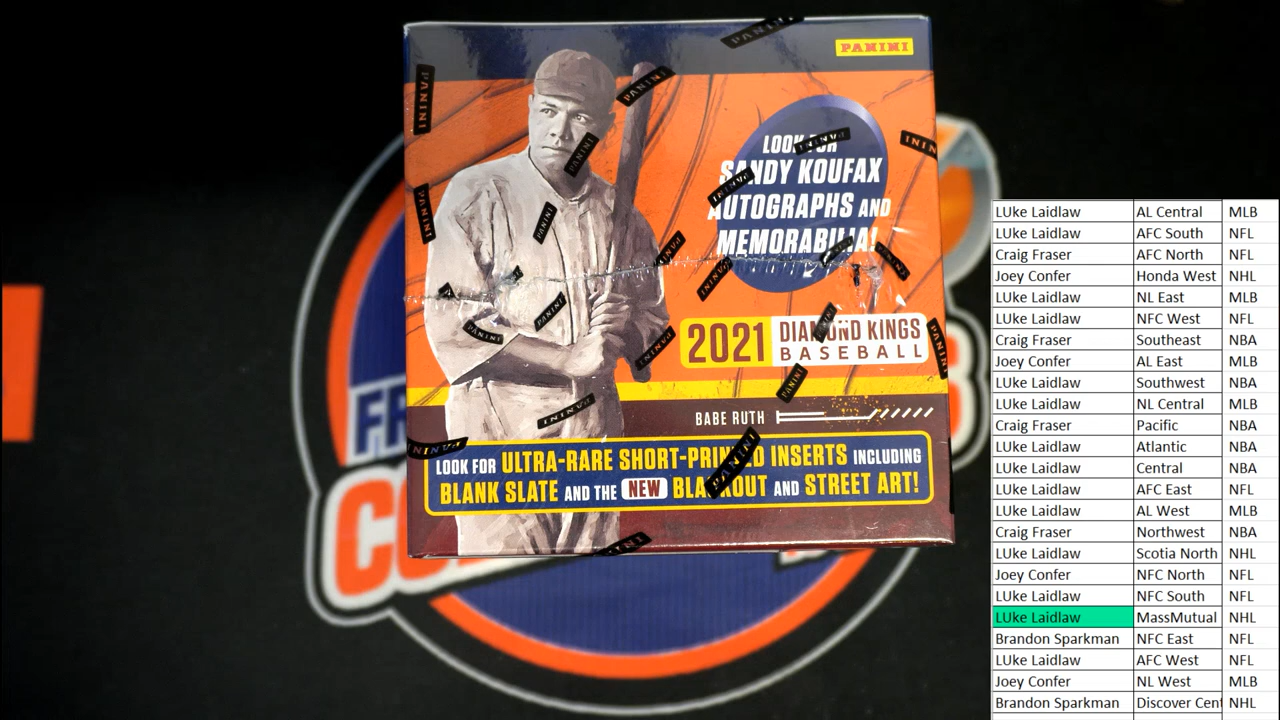 PANINI
LOOK FOR
SANDY KOUFAX
AUTOGRAPHS AND
MEMORABILIA!
2021 DIAMOND KINGS
BASEBALL
BABE RUTH
LOOK FOR ULTRA-RARE SHORT-PRINTED INSERTS INCLUDING
BLANK SLATE AND THE NEW BLACKOUT AND STREET ART!
FR
CO
LUke Laidlaw AL Central MLB
LUke Laidlaw AFC South NFL
Craig Fraser AFC North NFL
Joey Confer Honda West NHL
LUke Laidlaw NL East MLB
LUke Laidlaw NFC West NFL
Craig Fraser Southeast NBA
Joey Confer AL East MLB
LUke Laidlaw Southwest NBA
LUke Laidlaw NL Central MLB
Craig Fraser Pacific NBA
LUke Laidlaw Atlantic NBA
LUke Laidlaw Central NBA
LUke Laidlaw AFC East NFL
LUke Laidlaw AL West MLB
Craig Fraser Northwest NBA
LUke Laidlaw Scotia North NHL
Joey Confer NFC North NFL
LUke Laidlaw NFC South NFL
LUke Laidlaw MassMutual NHL
Brandon Sparkman NFC East NFL
LUke Laidlaw AFC West NFL
Joey Confer NL West MLB
Brandon Sparkman Discover Cent NHL